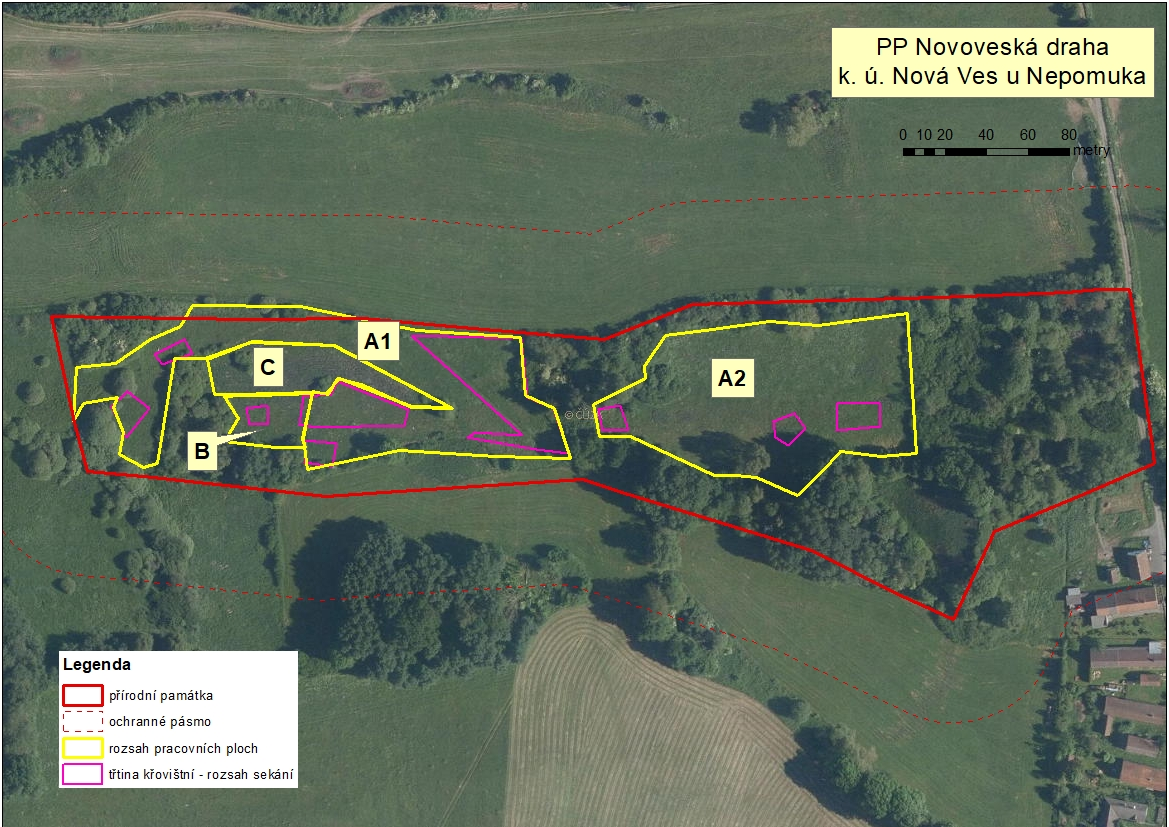 PP Novoveská draha
k. ú. Nová Ves u Nepomuka
0 10 20 40 60 80
metry
A1
C
A2
B
Legenda
přírodní památka
ochranné pásmo
rozsah pracovních ploch
třtina křovištní - rozsah sekání